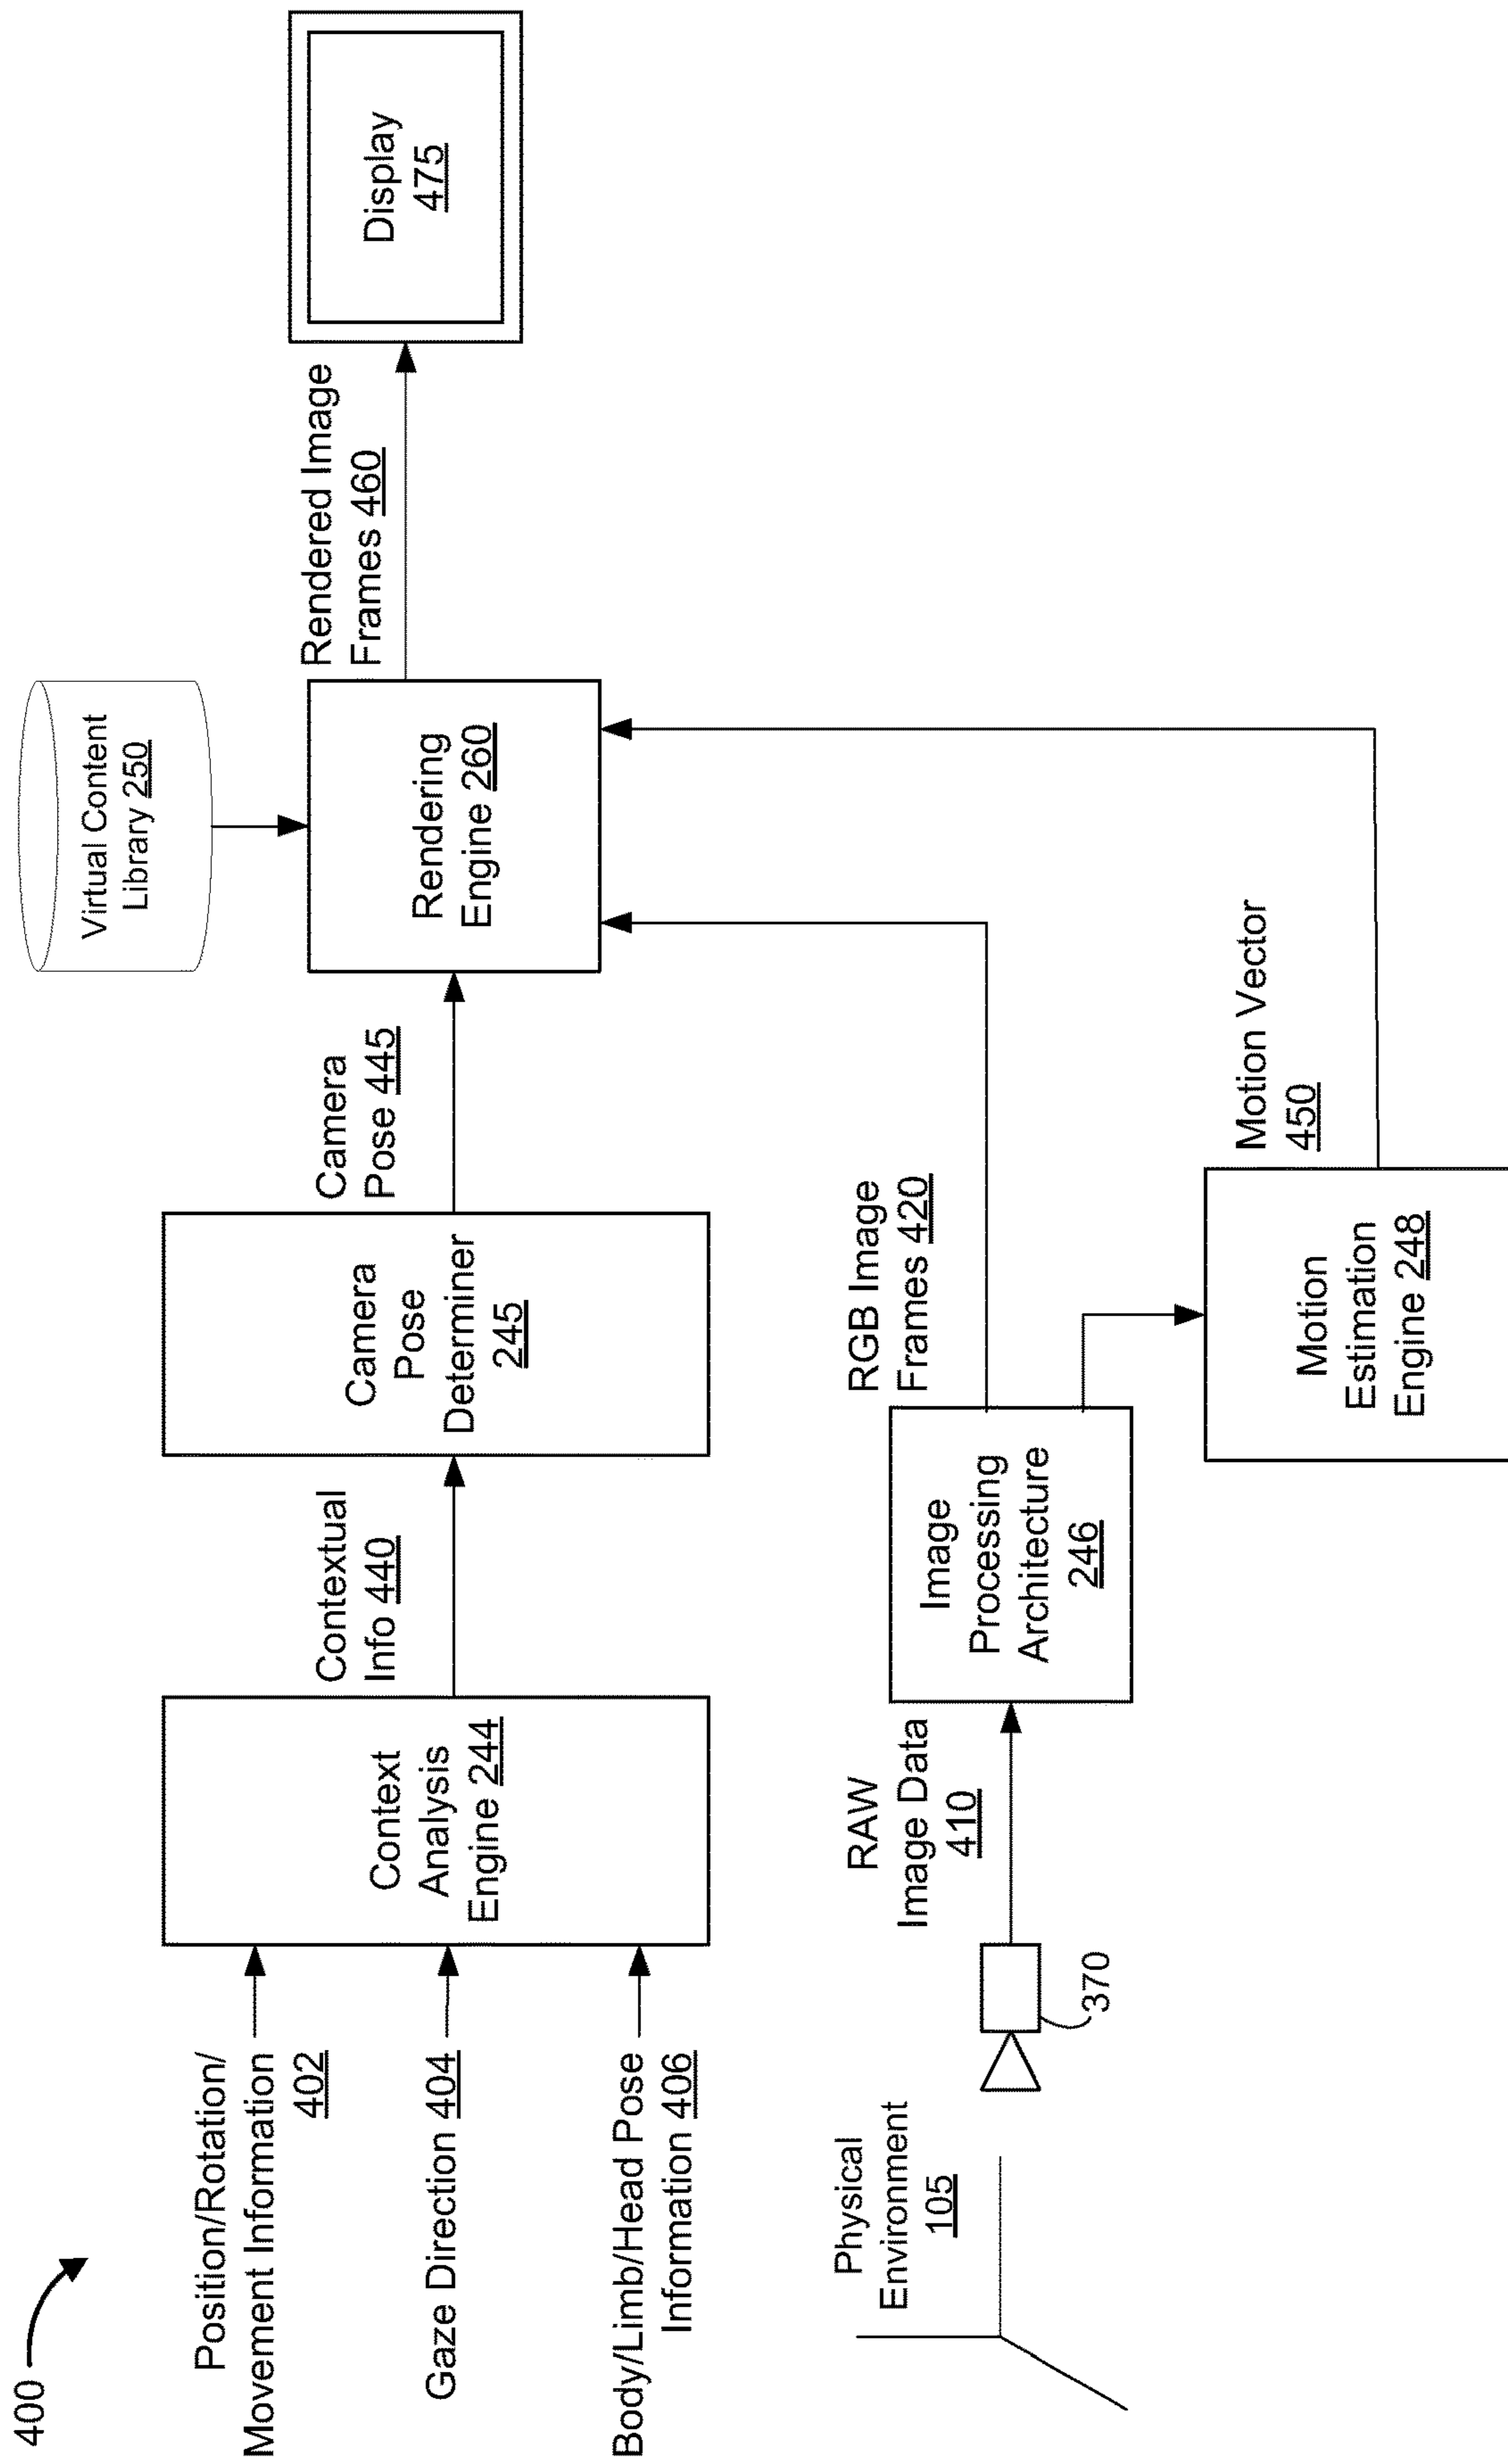 400
Position/Rotation/
Movement Information
402
Gaze Direction 404
Body/Limb/Head Pose
Information 406
Context
Analysis
Engine 244
Contextual
Info 440
Camera
Pose
Determiner
245
Camera
Pose 445
Virtual Content
Library 250
Rendering
Engine 260
Rendered Image
Frames 460
Display
475
Physical
Environment
105
370
RAW
Image Data
410
Image
Processing
Architecture
246
RGB Image
Frames 420
Motion
Estimation
Engine 248
Motion Vector
450